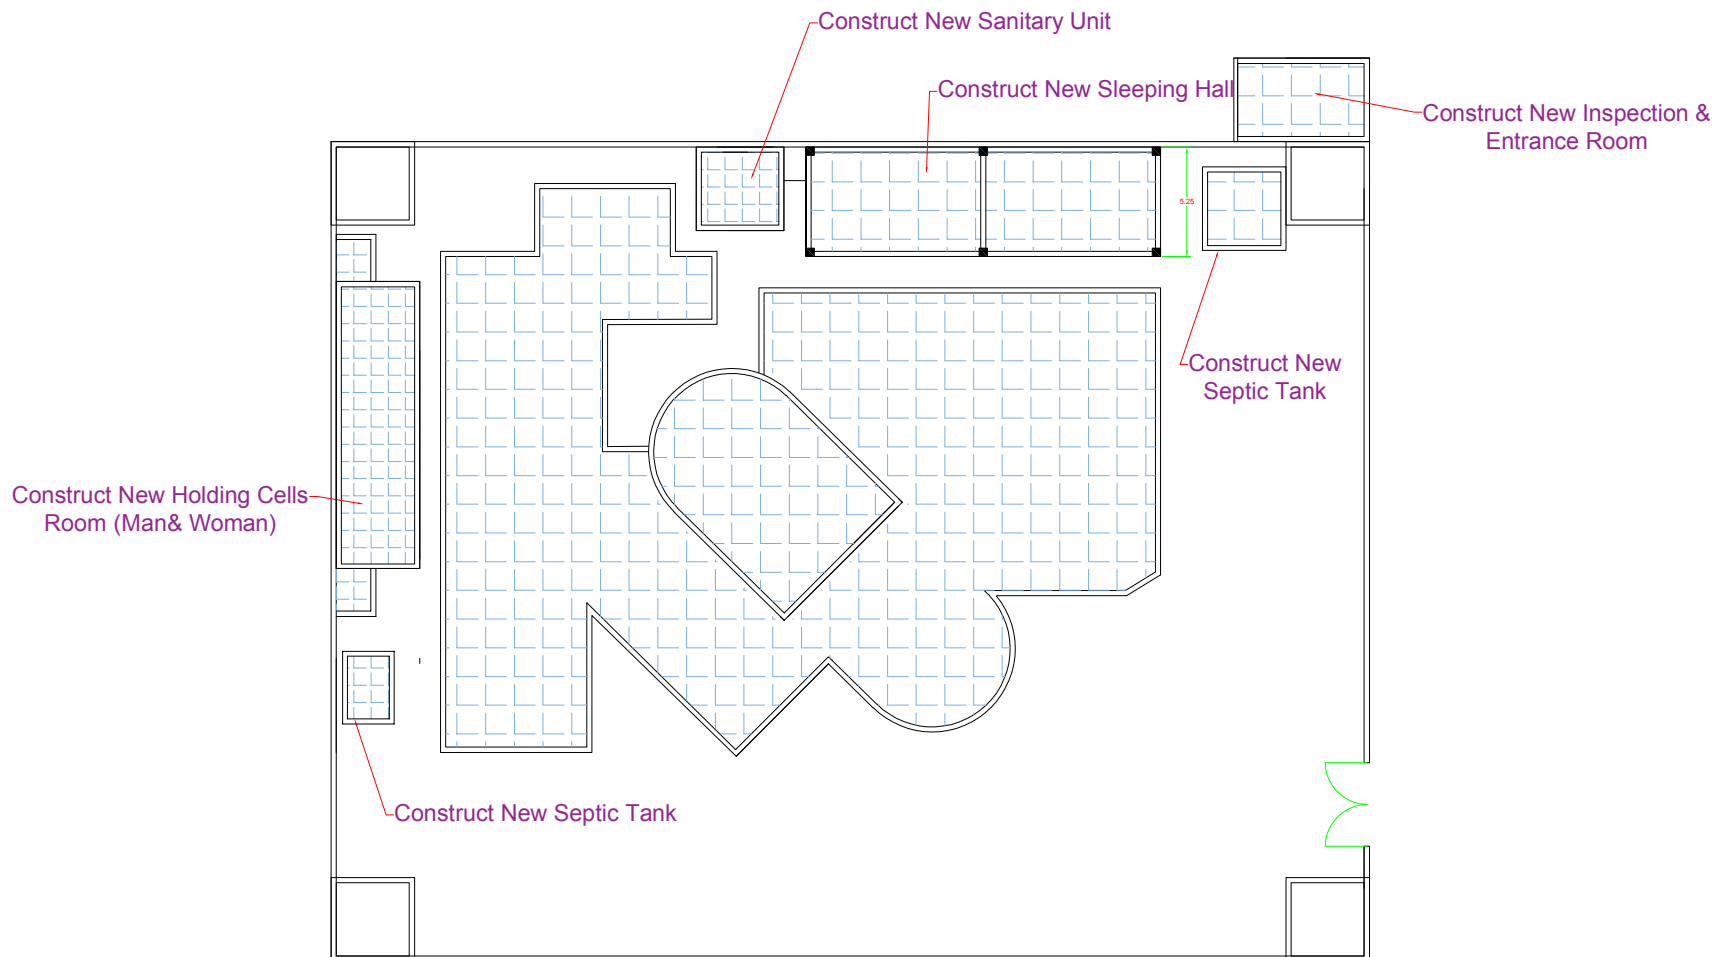 Construct New Sanitary Unit
Construct New Sleeping Hall
Construct New Inspection &
Entrance Room
5.25
Construct New
Septic Tank
Construct New Holding Cells
Room (Man& Woman)
Construct New Septic Tank